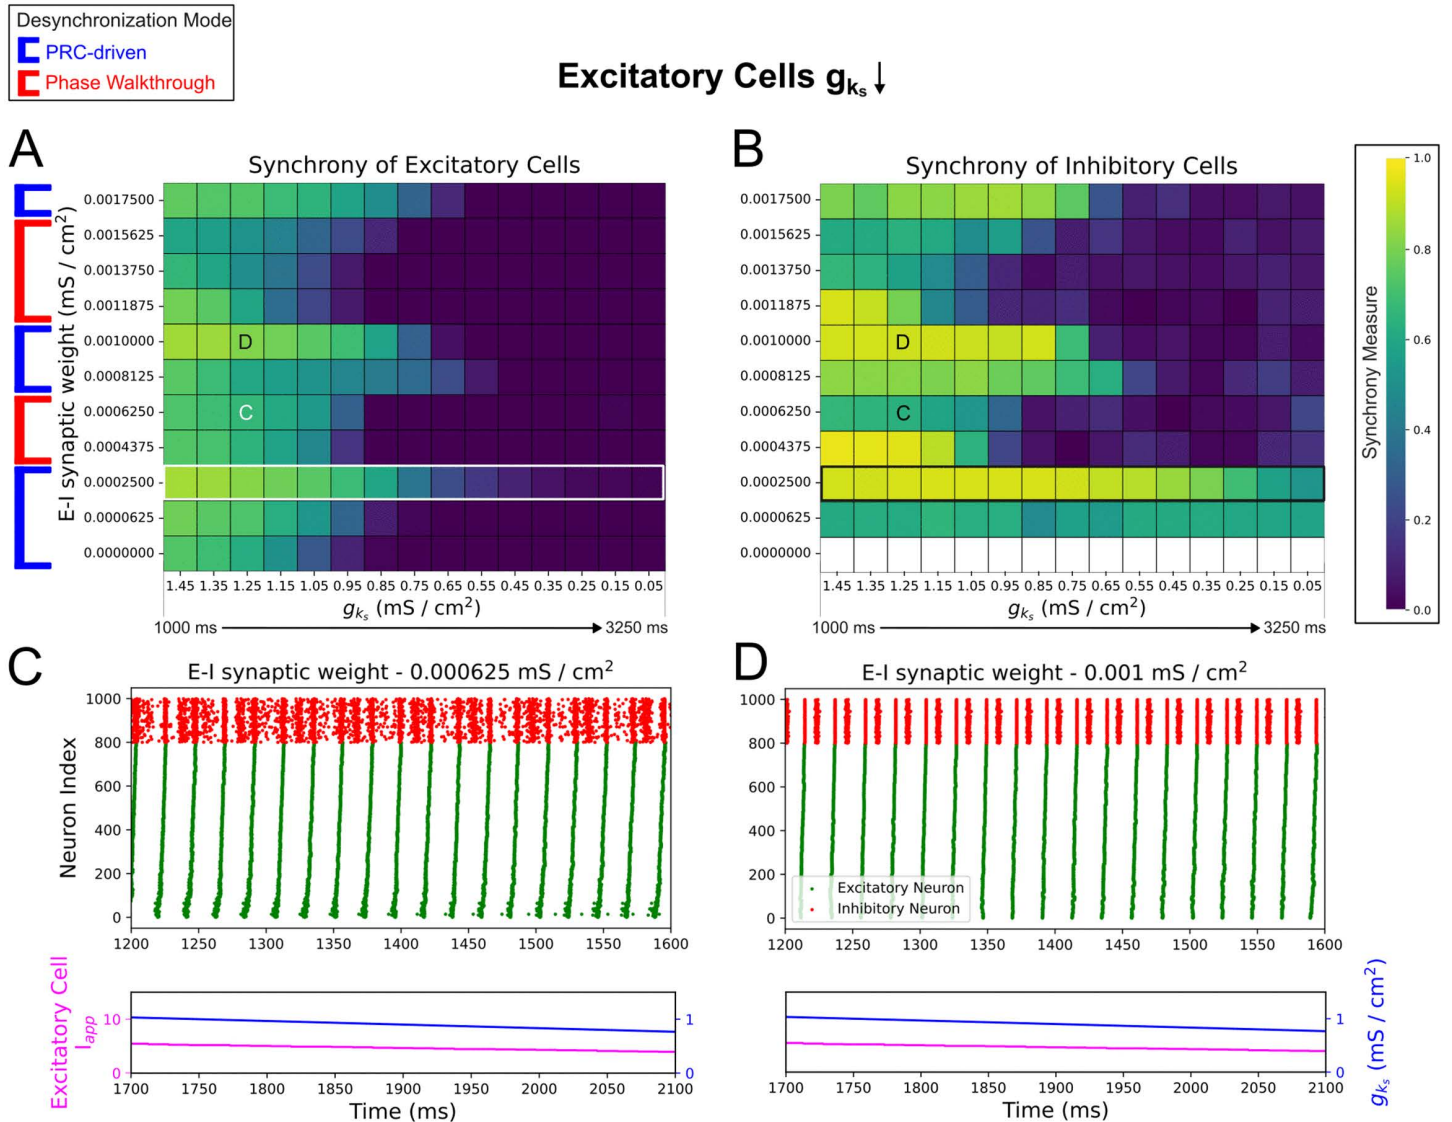 Desynchronization Mode
PRC-driven
Phase Walkthrough
Excitatory Cells gₖₛ↓
A
Synchrony of Excitatory Cells
E-I synaptic weight (mS / cm²)
0.0017500
0.0015625
0.0013750
0.0011875
0.0010000
0.0008125
0.0006250
0.0004375
0.0002500
0.0000625
0.0000000
D
C
1.45 1.35 1.25 1.15 1.05 0.95 0.85 0.75 0.65 0.55 0.45 0.35 0.25 0.15 0.05
gₖₛ (mS / cm²)
1000 ms → 3250 ms
B
Synchrony of Inhibitory Cells
0.0017500
0.0015625
0.0013750
0.0011875
0.0010000
0.0008125
0.0006250
0.0004375
0.0002500
0.0000625
0.0000000
D
C
1.45 1.35 1.25 1.15 1.05 0.95 0.85 0.75 0.65 0.55 0.45 0.35 0.25 0.15 0.05
gₖₛ (mS / cm²)
1000 ms → 3250 ms
Synchrony Measure
1.0
0.8
0.6
0.4
0.2
0.0
C
E-I synaptic weight - 0.000625 mS / cm²
Neuron Index
1000
800
600
400
200
0
1200 1250 1300 1350 1400 1450 1500 1550 1600
Excitatory Cell
Iₐₚₚ
10
0
1
0
1700 1750 1800 1850 1900 1950 2000 2050 2100
Time (ms)
D
E-I synaptic weight - 0.001 mS / cm²
1000
800
600
400
200
0
Excitatory Neuron
Inhibitory Neuron
1200 1250 1300 1350 1400 1450 1500 1550 1600
1
0
gₖₛ (mS / cm²)
1700 1750 1800 1850 1900 1950 2000 2050 2100
Time (ms)